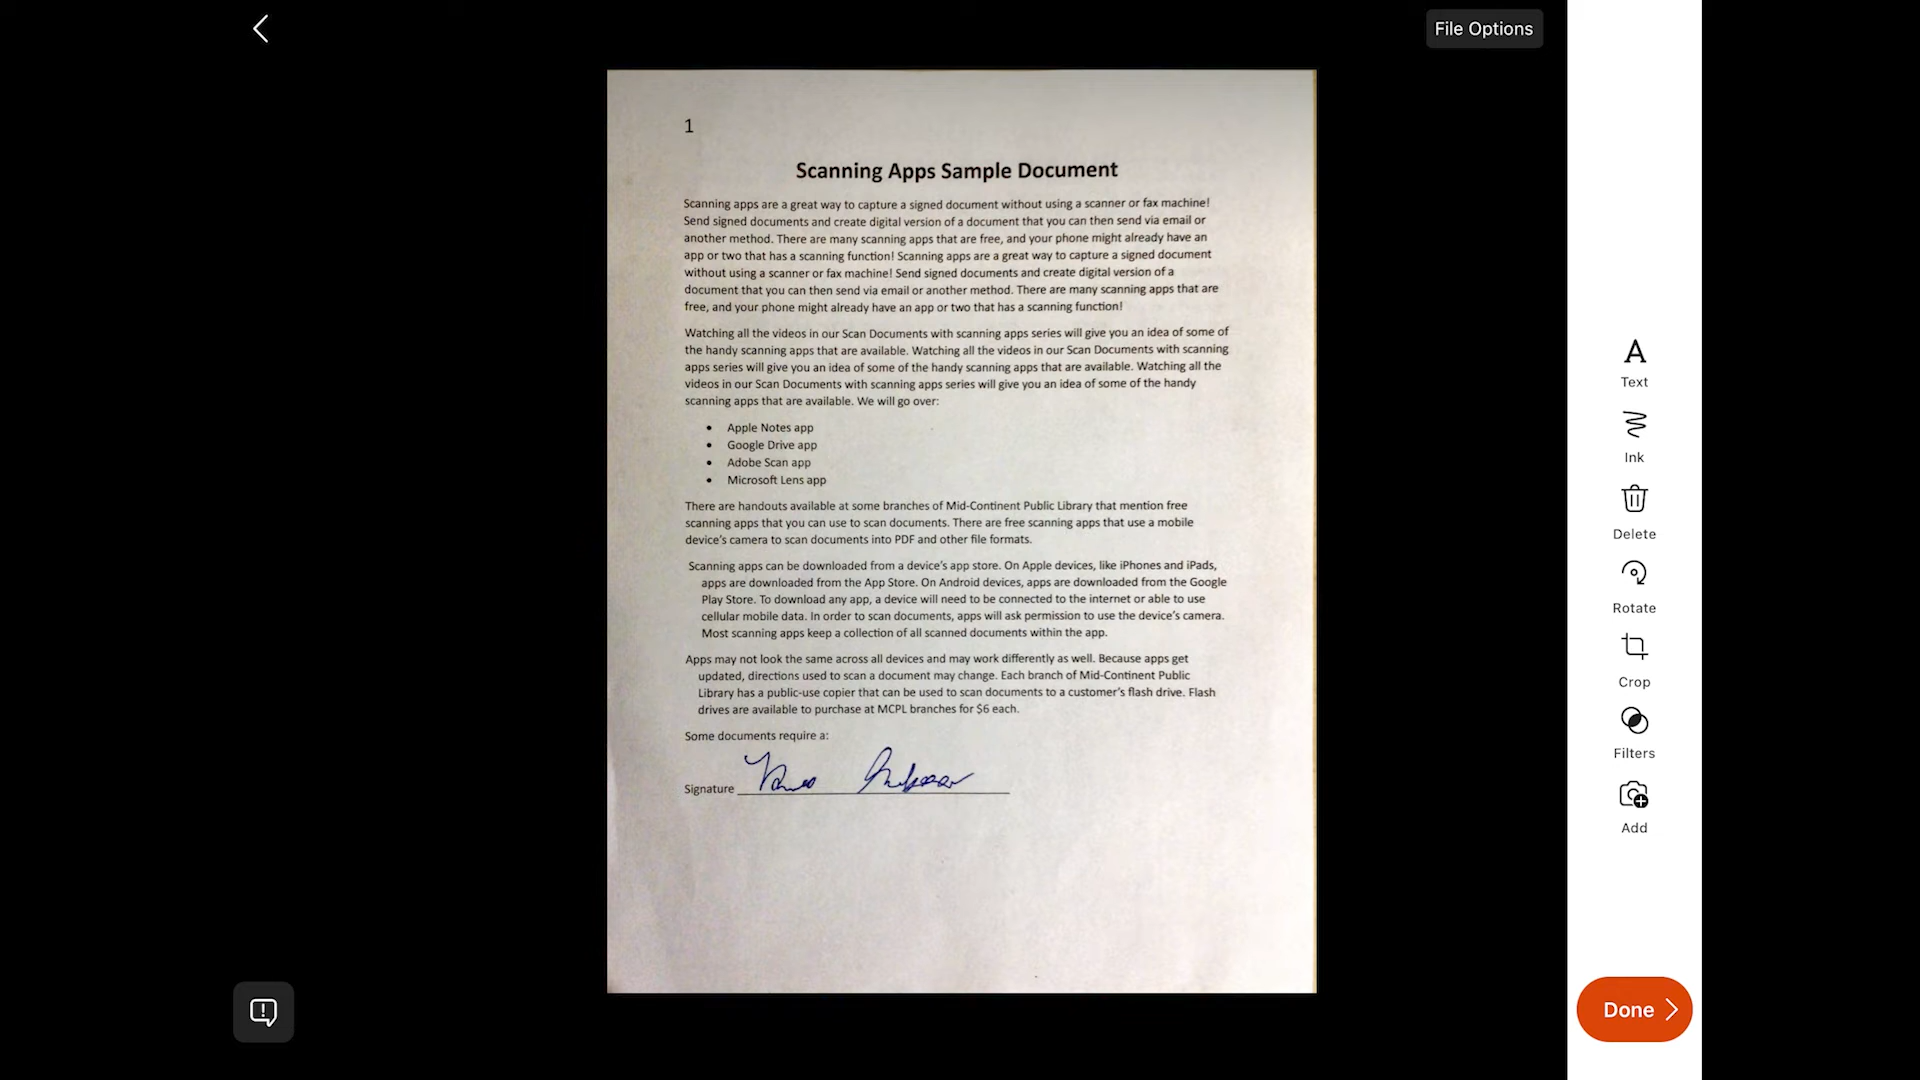 File Options
1
Scanning Apps Sample Document
Scanning apps are a great way to capture a signed document without using a scanner or fax machine!
Send signed documents and create digital version of a document that you can then send via email or
another method. There are many scanning apps that are free, and your phone might already have an
app or two that has a scanning function! Scanning apps are a great way to capture a signed document
without using a scanner or fax machine! Send signed documents and create digital version of a
document that you can then send via email or another method. There are many scanning apps that are
free, and your phone might already have an app or two that has a scanning function!
Watching all the videos in our Scan Documents with scanning apps series will give you an idea of some of
the handy scanning apps that are available. Watching all the videos in our Scan Documents with scanning
apps series will give you an idea of some of the handy scanning apps that are available. Watching all the
videos in our Scan Documents with scanning apps series will give you an idea of some of the handy
scanning apps that are available. We will go over:
• Apple Notes app
• Google Drive app
• Adobe Scan app
• Microsoft Lens app
There are handouts available at some branches of Mid-Continent Public Library that mention free
scanning apps that you can use to scan documents. There are free scanning apps that use a mobile
device's camera to scan documents into PDF and other file formats.
Scanning apps can be downloaded from a device's app store. On Apple devices, like iPhones and iPads,
apps are downloaded from the App Store. On Android devices, apps are downloaded from the Google
Play Store. To download any app, a device will need to be connected to the internet or able to use
cellular mobile data. In order to scan documents, apps will ask permission to use the device's camera.
Most scanning apps keep a collection of all scanned documents within the app.
Apps may not look the same across all devices and may work differently as well. Because apps get
updated, directions used to scan a document may change. Each branch of Mid-Continent Public
Library has a public-use copier that can be used to scan documents to a customer's flash drive. Flash
drives are available to purchase at MCPL branches for $6 each.
Some documents require a:
Signature
Text
Ink
Delete
Rotate
Crop
Filters
Add
Done